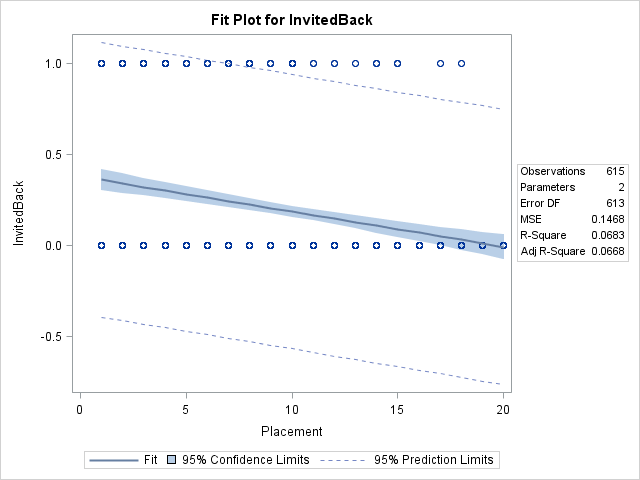 Fit Plot for InvitedBack
1.0
0.5
0.0
-0.5
InvitedBack
0 5 10 15 20
Placement
Observations 615
Parameters 2
Error DF 613
MSE 0.1468
R-Square 0.0683
Adj R-Square 0.0668
Fit 95% Confidence Limits 95% Prediction Limits